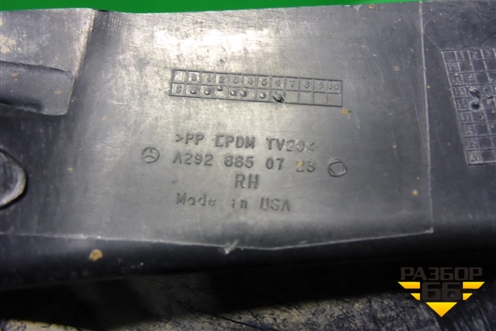 >PP EPDM TV20<
A292 885 07 23
RH
Made in USA
РАЗБОР
66